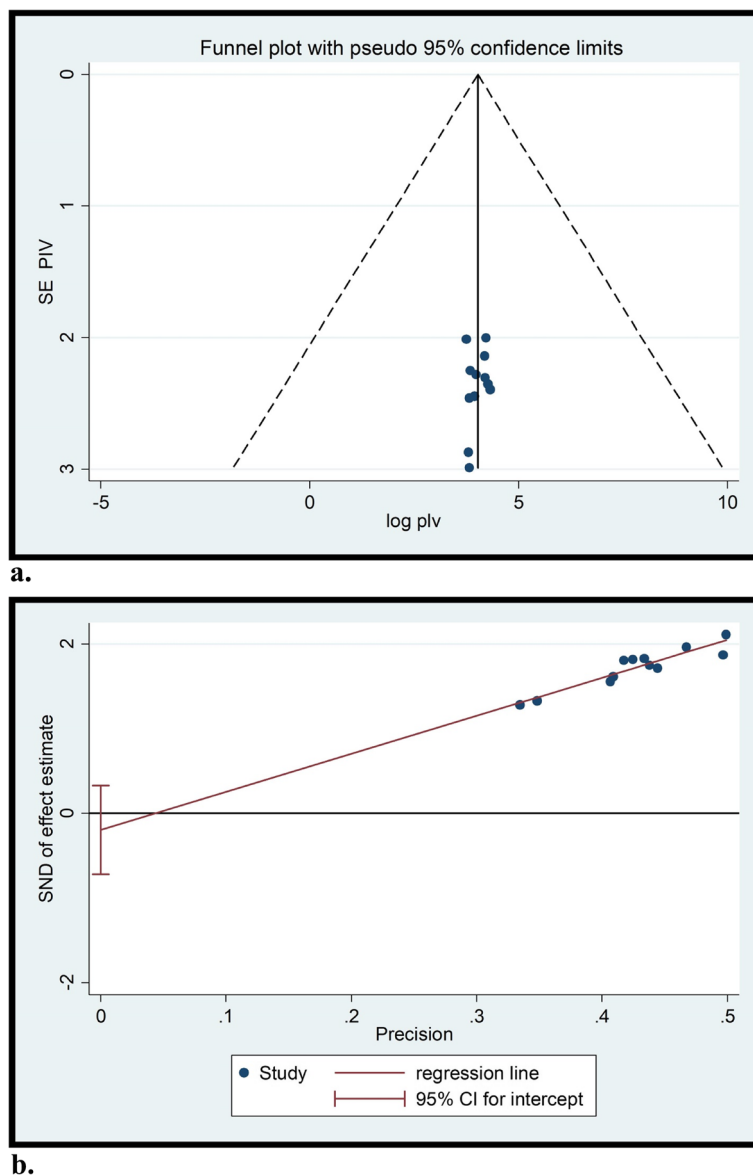 Funnel plot with pseudo 95% confidence limits
0
1
2
3
SE PIV
-5 0 5 10
log plv
a.
2
0
-2
SND of effect estimate
0 .1 .2 .3 .4 .5
Precision
Study regression line
95% CI for intercept
b.